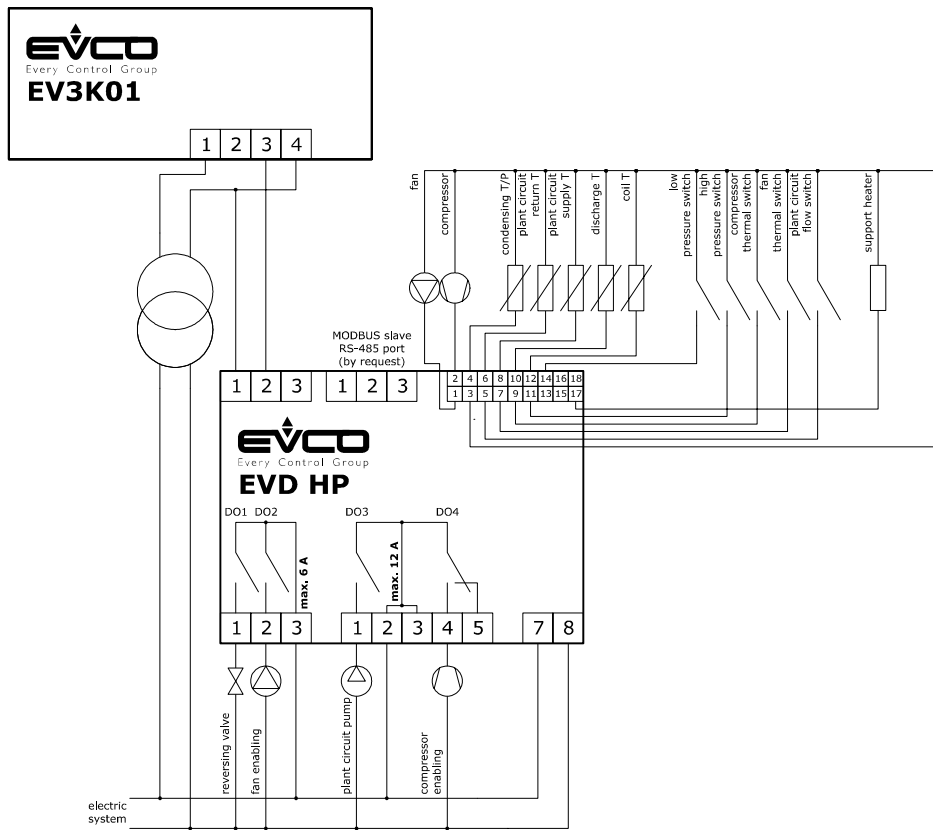 EVCO
Every Control Group
EV3K01
1 2 3 4
fan
compressor
condensing T/P
plant circuit
return T
plant circuit
supply T
discharge T
coil T
low
pressure switch
high
pressure switch
compressor
thermal switch
fan
thermal switch
plant circuit
flow switch
support heater
MODBUS slave
RS-485 port
(by request)
1 2 3
1 2 3
2 4 6 8 10 12 14 16 18
1 3 5 7 9 11 13 15 17
EVCO
Every Control Group
EVD HP
DO1 DO2
DO3
DO4
max. 6 A
max. 12 A
1 2 3
1 2 3 4 5
7 8
reversing valve
fan enabling
plant circuit pump
compressor
enabling
electric
system